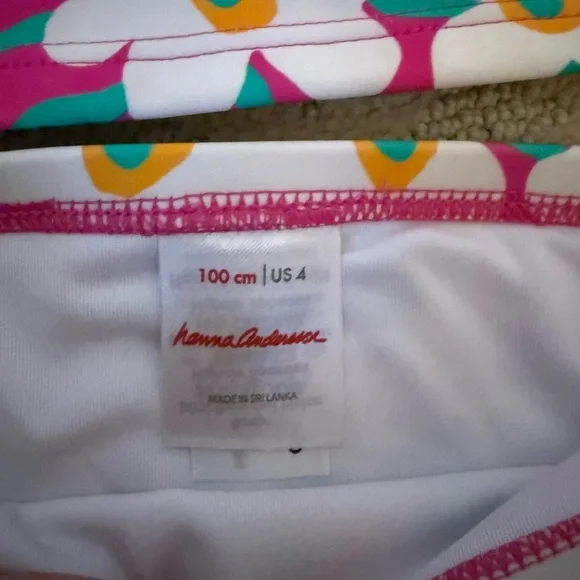 100 cm | US 4
hanna Andersson
MADE IN SRI LANKA